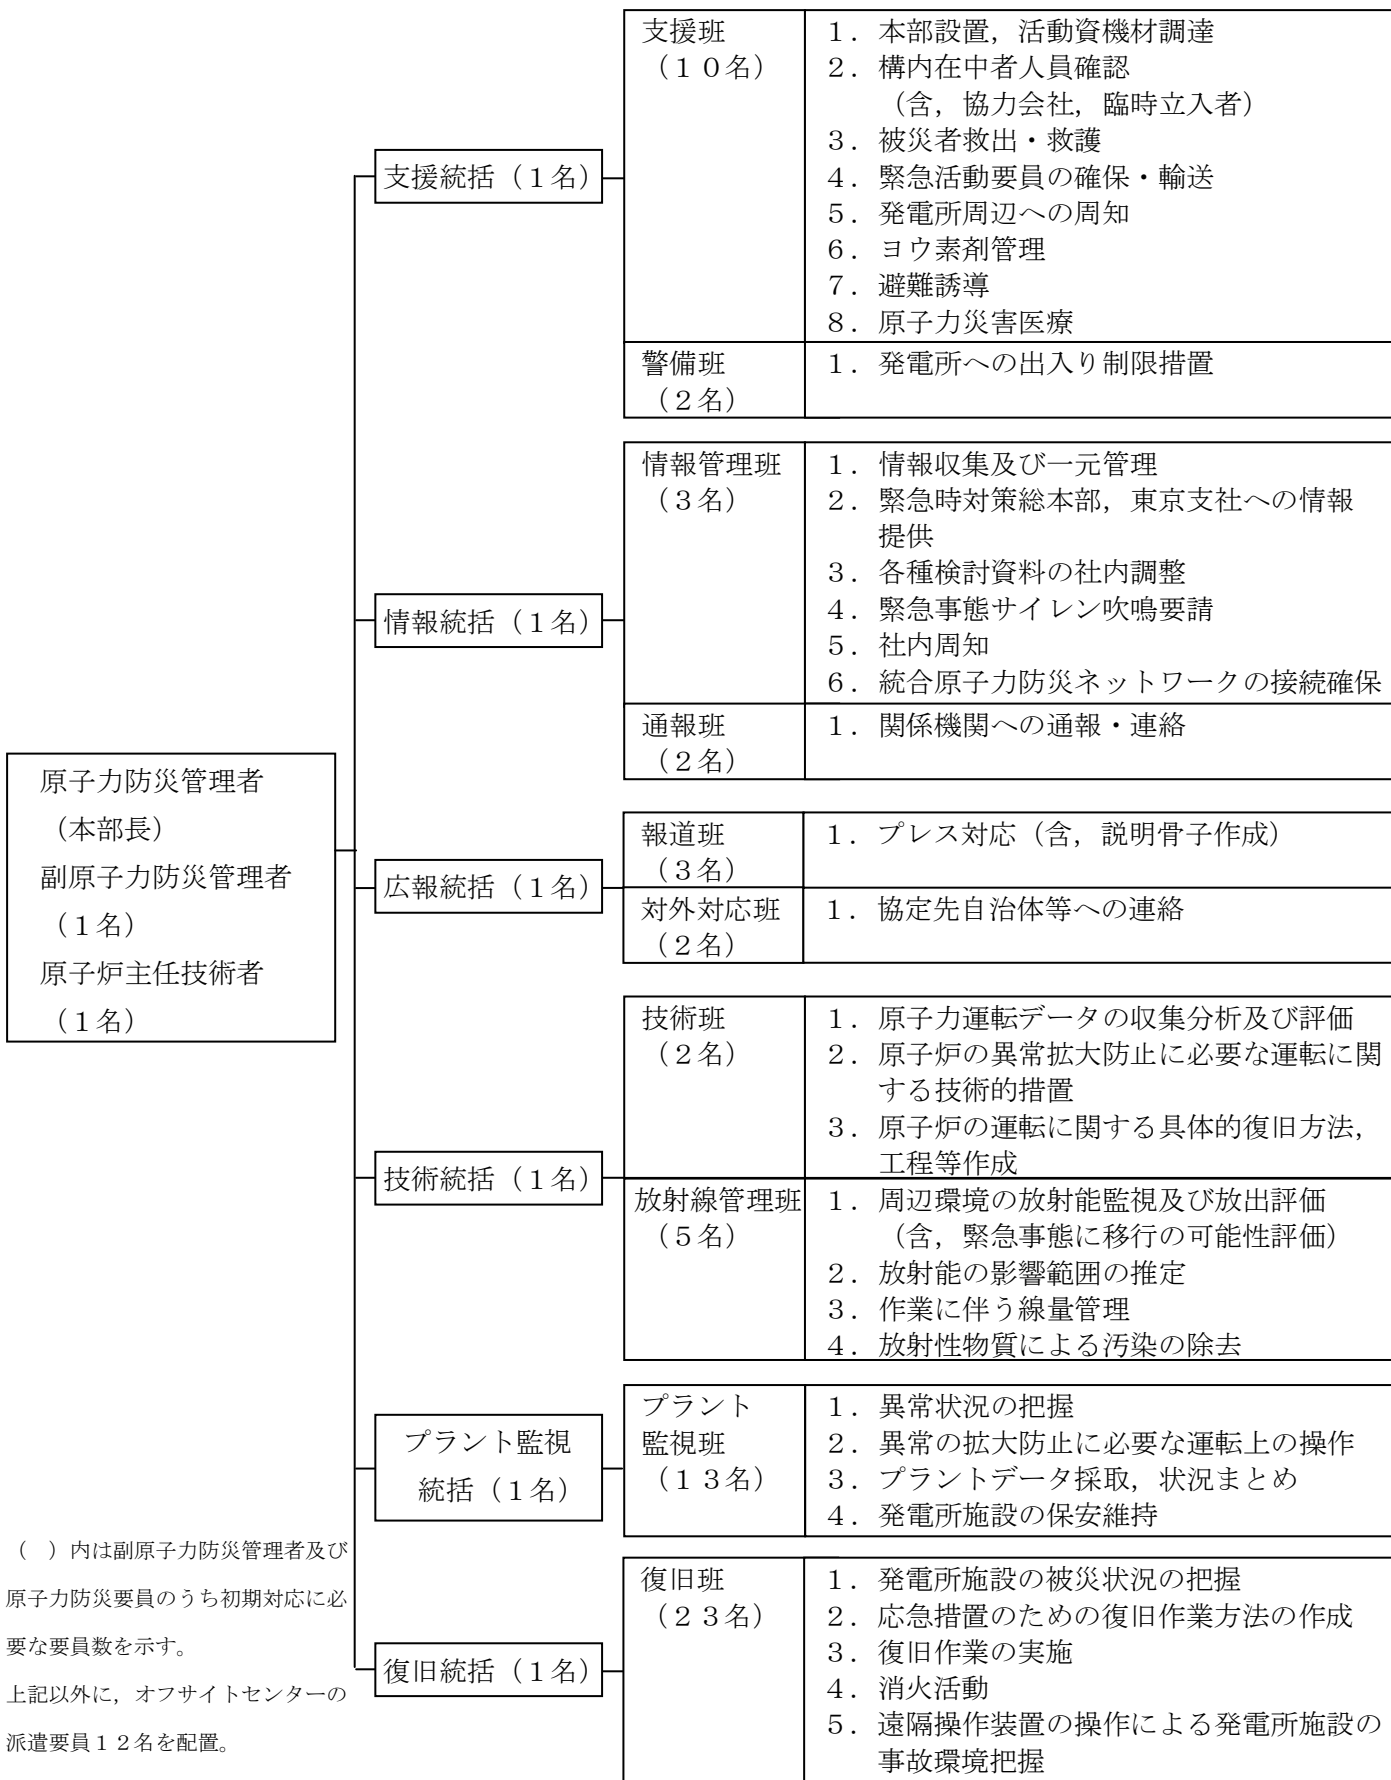 原子力防災管理者
（本部長）
副原子力防災管理者
（１名）
原子炉主任技術者
（１名）
支援統括（１名）
支援班
（１０名）
１．本部設置，活動資機材調達
２．構内在中者人員確認
（含，協力会社，臨時立入者）
３．被災者救出・救護
４．緊急活動要員の確保・輸送
５．発電所周辺への周知
６．ヨウ素剤管理
７．避難誘導
８．原子力災害医療
警備班
（２名）
１．発電所への出入り制限措置
情報統括（１名）
情報管理班
（３名）
１．情報収集及び一元管理
２．緊急時対策総本部，東京支社への情報
提供
３．各種検討資料の社内調整
４．緊急事態サイレン吹鳴要請
５．社内周知
６．統合原子力防災ネットワークの接続確保
通報班
（２名）
１．関係機関への通報・連絡
広報統括（１名）
報道班
（３名）
１．プレス対応（含，説明骨子作成）
対外対応班
（２名）
１．協定先自治体等への連絡
技術統括（１名）
技術班
（２名）
１．原子力運転データの収集分析及び評価
２．原子炉の異常拡大防止に必要な運転に関
する技術的措置
３．原子炉の運転に関する具体的復旧方法，
工程等作成
放射線管理班
（５名）
１．周辺環境の放射能監視及び放出評価
（含，緊急事態に移行の可能性評価）
２．放射能の影響範囲の推定
３．作業に伴う線量管理
４．放射性物質による汚染の除去
プラント監視
統括（１名）
プラント
監視班
（１３名）
１．異常状況の把握
２．異常の拡大防止に必要な運転上の操作
３．プラントデータ採取，状況まとめ
４．発電所施設の保安維持
復旧統括（１名）
復旧班
（２３名）
１．発電所施設の被災状況の把握
２．応急措置のための復旧作業方法の作成
３．復旧作業の実施
４．消火活動
５．遠隔操作装置の操作による発電所施設の
事故環境把握
（　）内は副原子力防災管理者及び
原子力防災要員のうち初期対応に必
要な要員数を示す。
上記以外に，オフサイトセンターの
派遣要員１２名を配置。